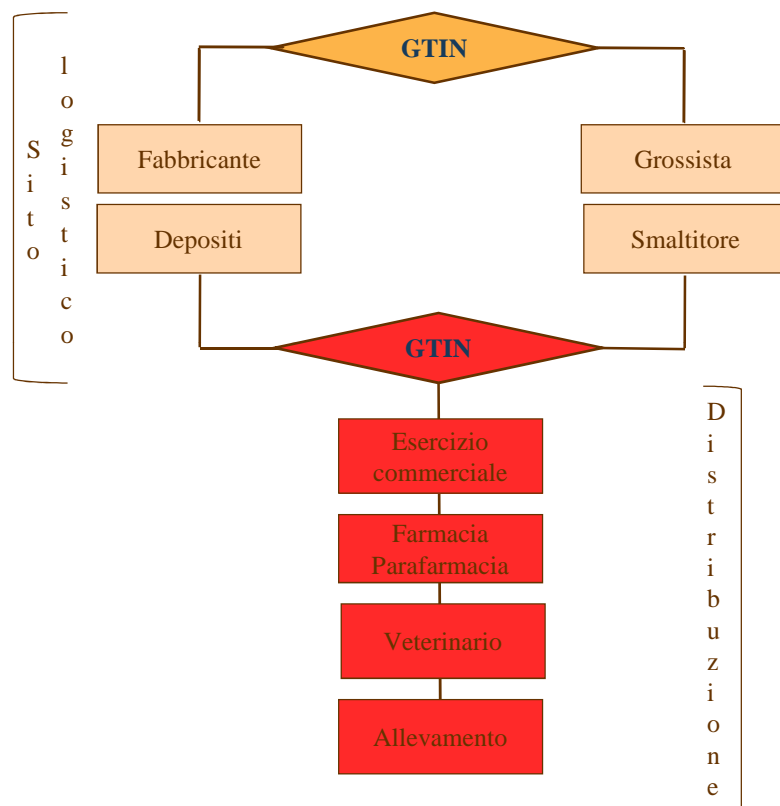 GTIN
Sito
logistico
Fabbricante
Grossista
Depositi
Smaltitore
GTIN
Distribuzione
Esercizio
commerciale
Farmacia
Parafarmacia
Veterinario
Allevamento